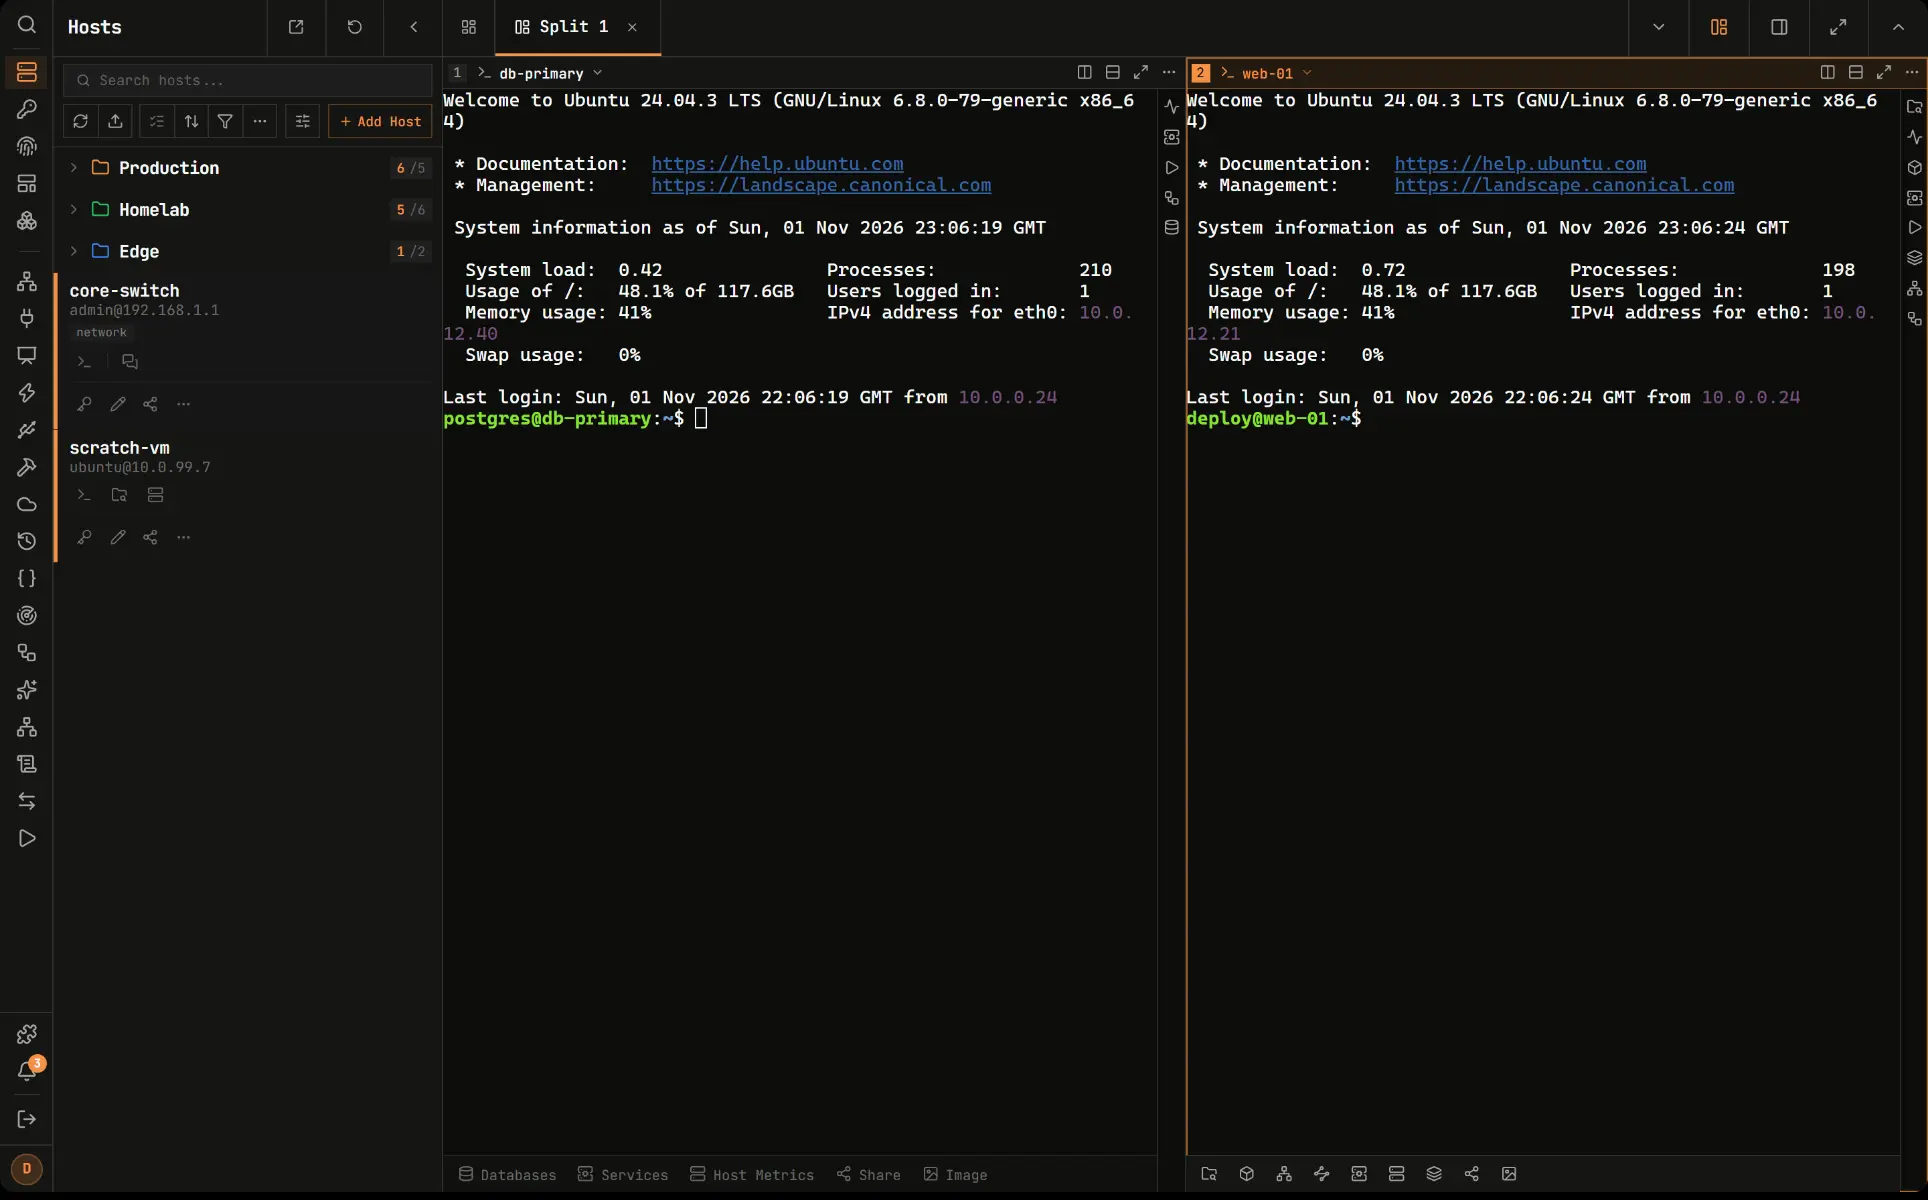 Hosts
Split 1
Search hosts...
+ Add Host
Production 6/5
Homelab 5/6
Edge 1/2
core-switch
admin@192.168.1.1
network
scratch-vm
ubuntu@10.0.99.7
3
D
1 db-primary
Welcome to Ubuntu 24.04.3 LTS (GNU/Linux 6.8.0-79-generic x86_6
4)
* Documentation: https://help.ubuntu.com
* Management: https://landscape.canonical.com
System information as of Sun, 01 Nov 2026 23:06:19 GMT
System load: 0.42 Processes: 210
Usage of /: 48.1% of 117.6GB Users logged in: 1
Memory usage: 41% IPv4 address for eth0: 10.0.
12.40
Swap usage: 0%
Last login: Sun, 01 Nov 2026 22:06:19 GMT from 10.0.0.24
postgres@db-primary:~$
Databases Services Host Metrics Share Image
2 web-01
Welcome to Ubuntu 24.04.3 LTS (GNU/Linux 6.8.0-79-generic x86_6
4)
* Documentation: https://help.ubuntu.com
* Management: https://landscape.canonical.com
System information as of Sun, 01 Nov 2026 23:06:24 GMT
System load: 0.72 Processes: 198
Usage of /: 48.1% of 117.6GB Users logged in: 1
Memory usage: 41% IPv4 address for eth0: 10.0.
12.21
Swap usage: 0%
Last login: Sun, 01 Nov 2026 22:06:24 GMT from 10.0.0.24
deploy@web-01:~$